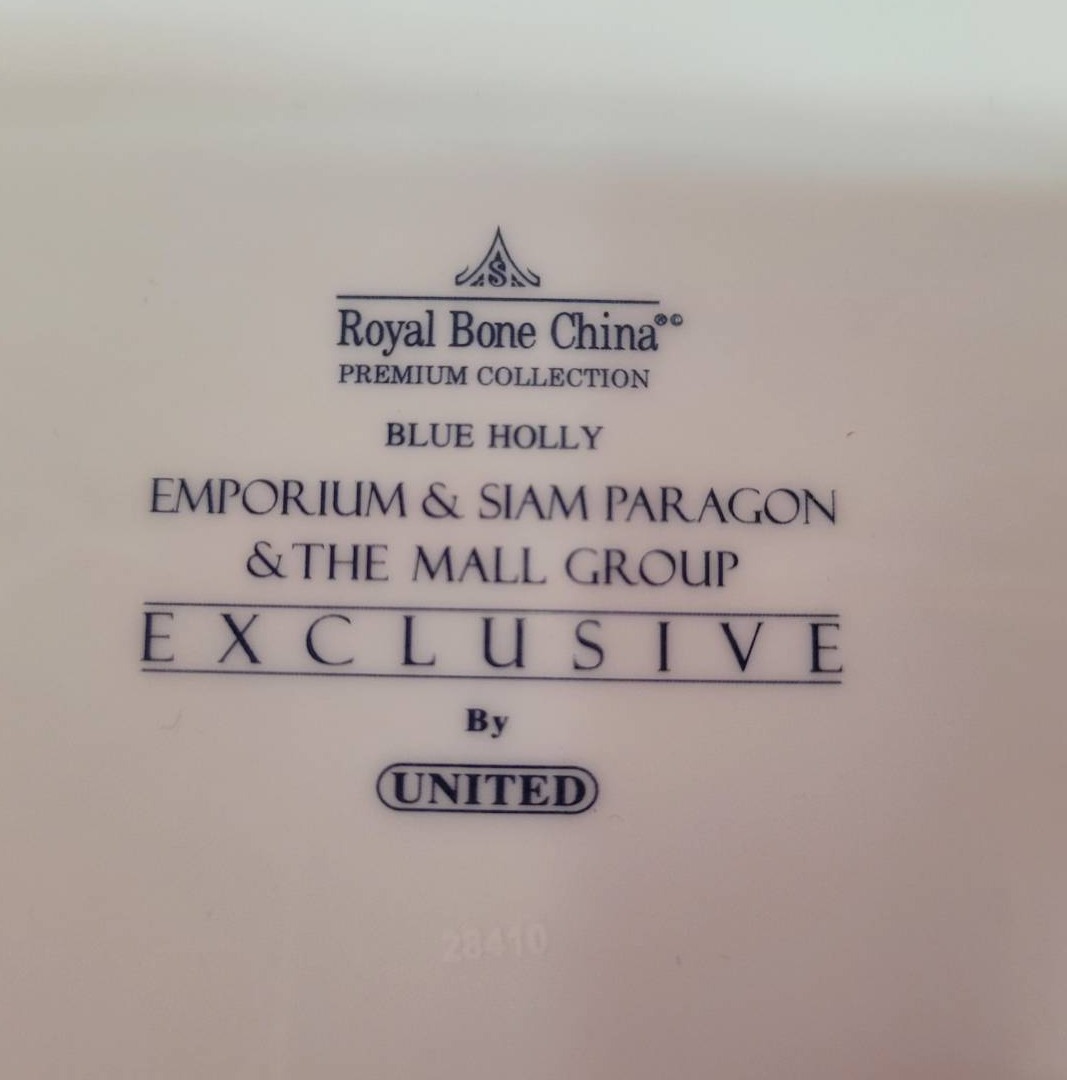 S
Royal Bone China®©
PREMIUM COLLECTION
BLUE HOLLY
EMPORIUM & SIAM PARAGON
& THE MALL GROUP
EXCLUSIVE
By
UNITED
28410